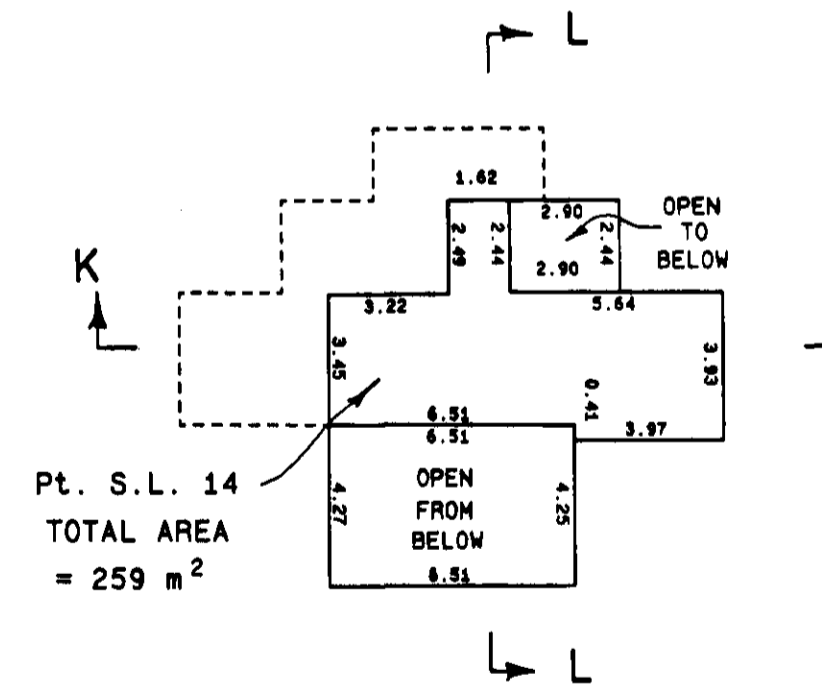 L
1.62
2.90
OPEN
TO
BELOW
2.49
2.44
2.44
2.90
K
3.22
5.64
3.45
3.93
0.41
6.51
3.97
6.51
Pt. S.L. 14
TOTAL AREA
= 259 m²
4.27
OPEN
FROM
BELOW
4.25
6.51
L